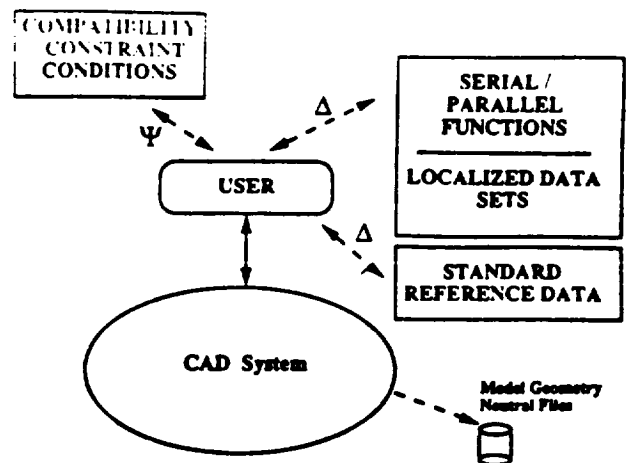 COMPATIBILITY
CONSTRAINT
CONDITIONS
SERIAL /
PARALLEL
FUNCTIONS
LOCALIZED DATA
SETS
Ψ
Δ
USER
Δ
STANDARD
REFERENCE DATA
CAD System
Model Geometry
Neutral Files